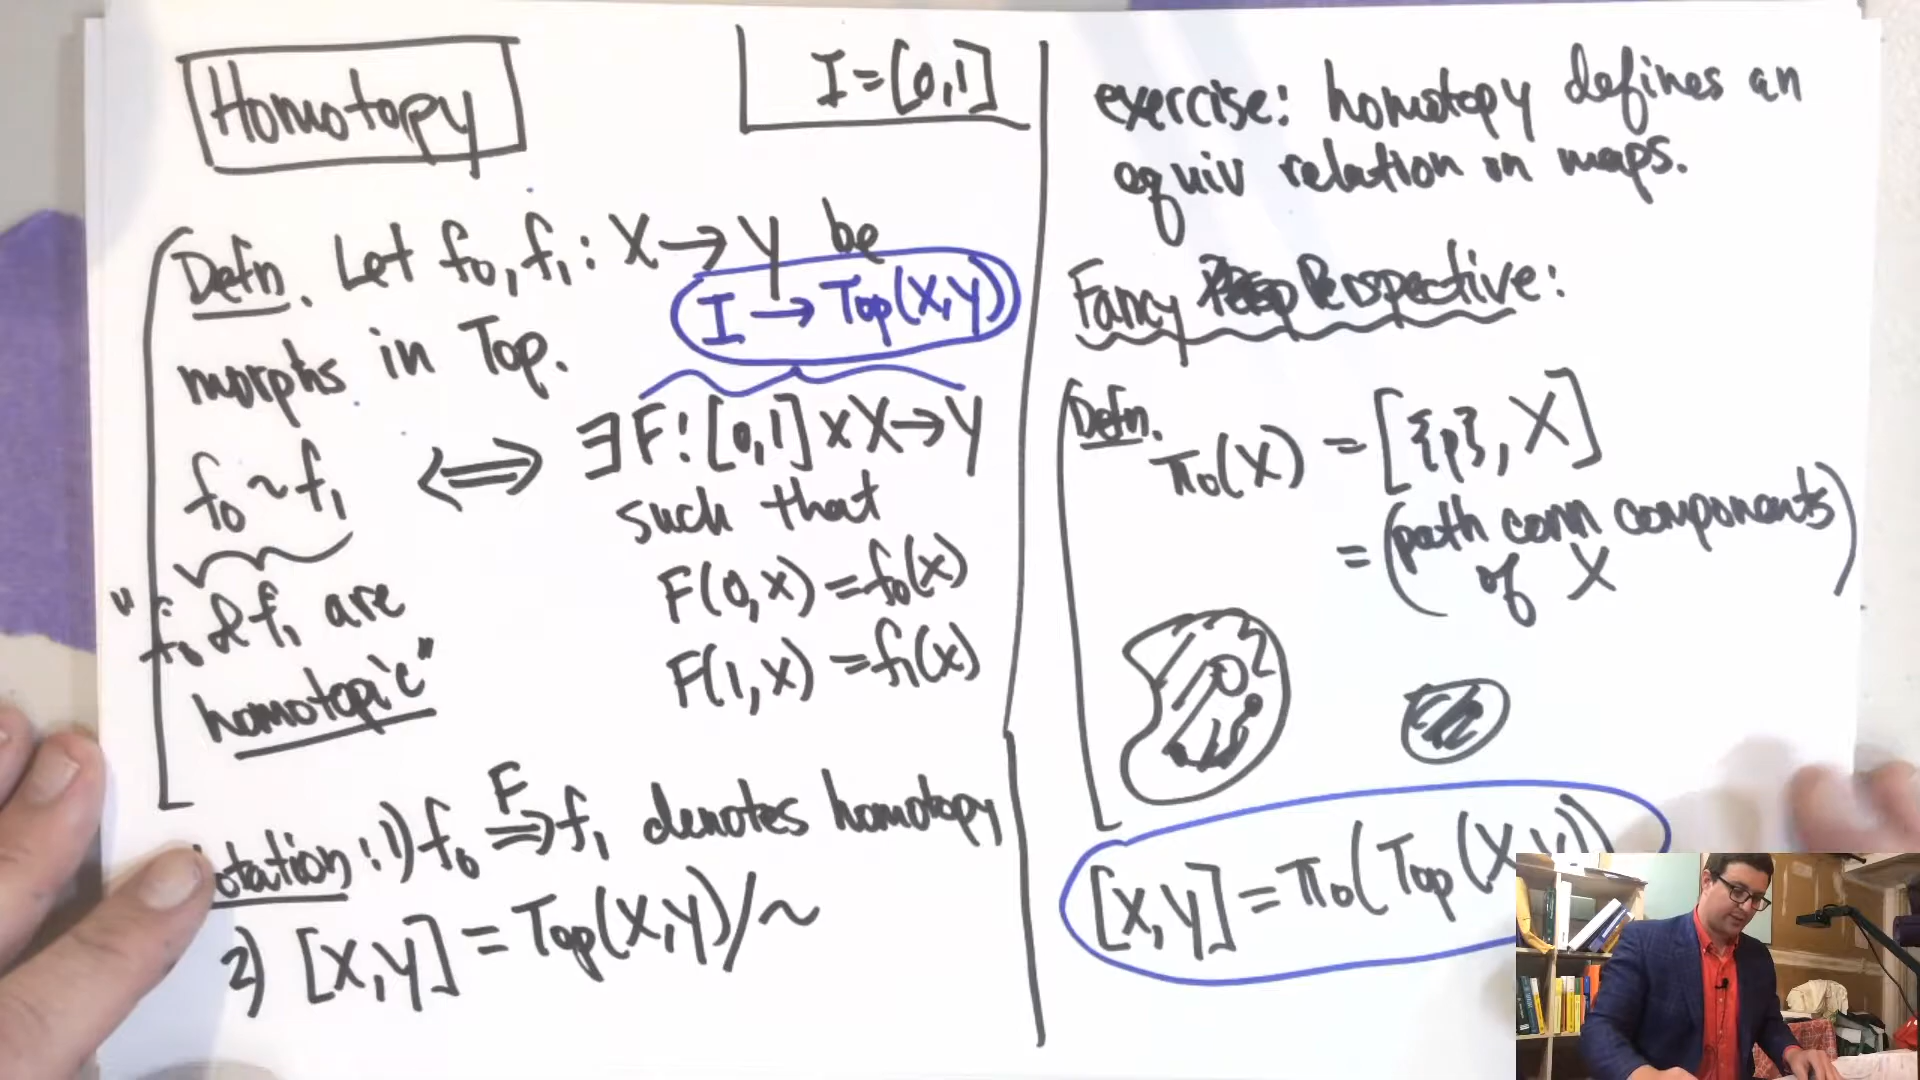 Homotopy
I = [0,1]
Defn. Let f₀, f₁ : X → Y be
morphs in Top.
I → Top(X,Y)
f₀ ~ f₁ ⟺ ∃ F: [0,1] x X → Y
such that
F(0,x) = f₀(x)
F(1,x) = f₁(x)
"f₀ & f₁ are
homotopic"
otation: 1) f₀ ⇒ f₁ denotes homotopy
F
2) [X,Y] = Top(X,Y)/~
exercise: homotopy defines an
equiv relation on maps.
Fancy Perspective:
Defn.
π₀(X) = [{p}, X]
= (path conn components
of X)
[X,Y] = π₀(Top(X,Y))